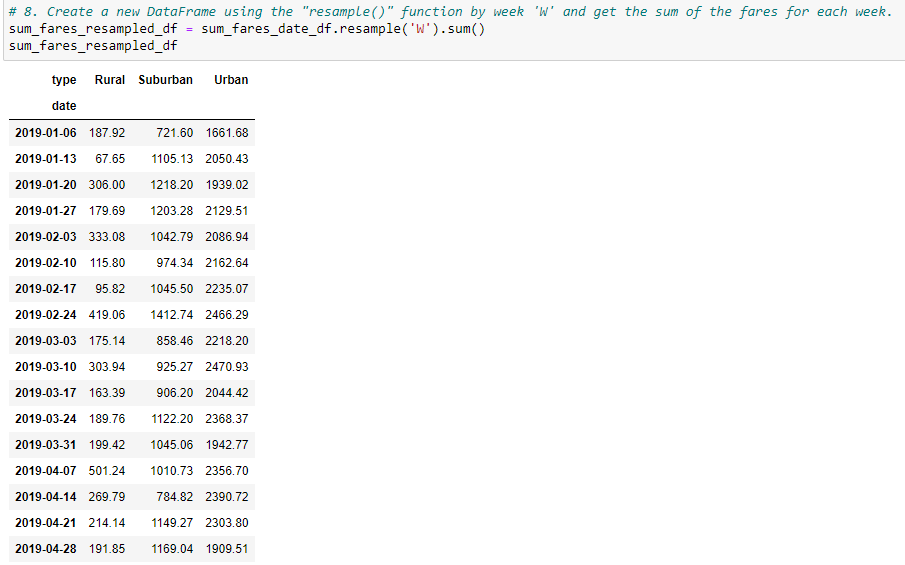 # 8. Create a new DataFrame using the "resample()" function by week 'W' and get the sum of the fares for each week.
sum_fares_resampled_df = sum_fares_date_df.resample('W').sum()
sum_fares_resampled_df
type Rural Suburban Urban
date
2019-01-06 187.92 721.60 1661.68
2019-01-13 67.65 1105.13 2050.43
2019-01-20 306.00 1218.20 1939.02
2019-01-27 179.69 1203.28 2129.51
2019-02-03 333.08 1042.79 2086.94
2019-02-10 115.80 974.34 2162.64
2019-02-17 95.82 1045.50 2235.07
2019-02-24 419.06 1412.74 2466.29
2019-03-03 175.14 858.46 2218.20
2019-03-10 303.94 925.27 2470.93
2019-03-17 163.39 906.20 2044.42
2019-03-24 189.76 1122.20 2368.37
2019-03-31 199.42 1045.06 1942.77
2019-04-07 501.24 1010.73 2356.70
2019-04-14 269.79 784.82 2390.72
2019-04-21 214.14 1149.27 2303.80
2019-04-28 191.85 1169.04 1909.51